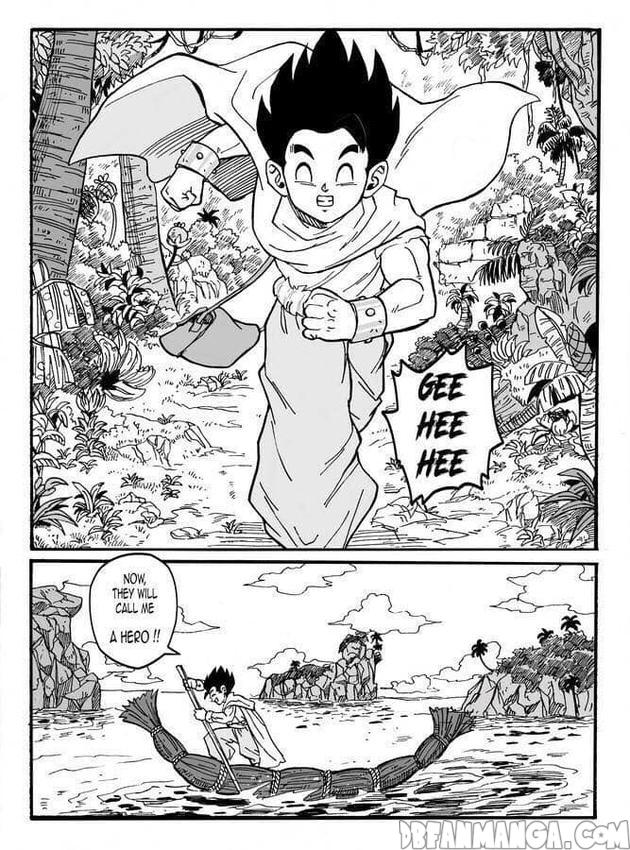 GEE
HEE
HEE
NOW,
THEY WILL
CALL ME
A HERO !!
DBFANMANGA.COM